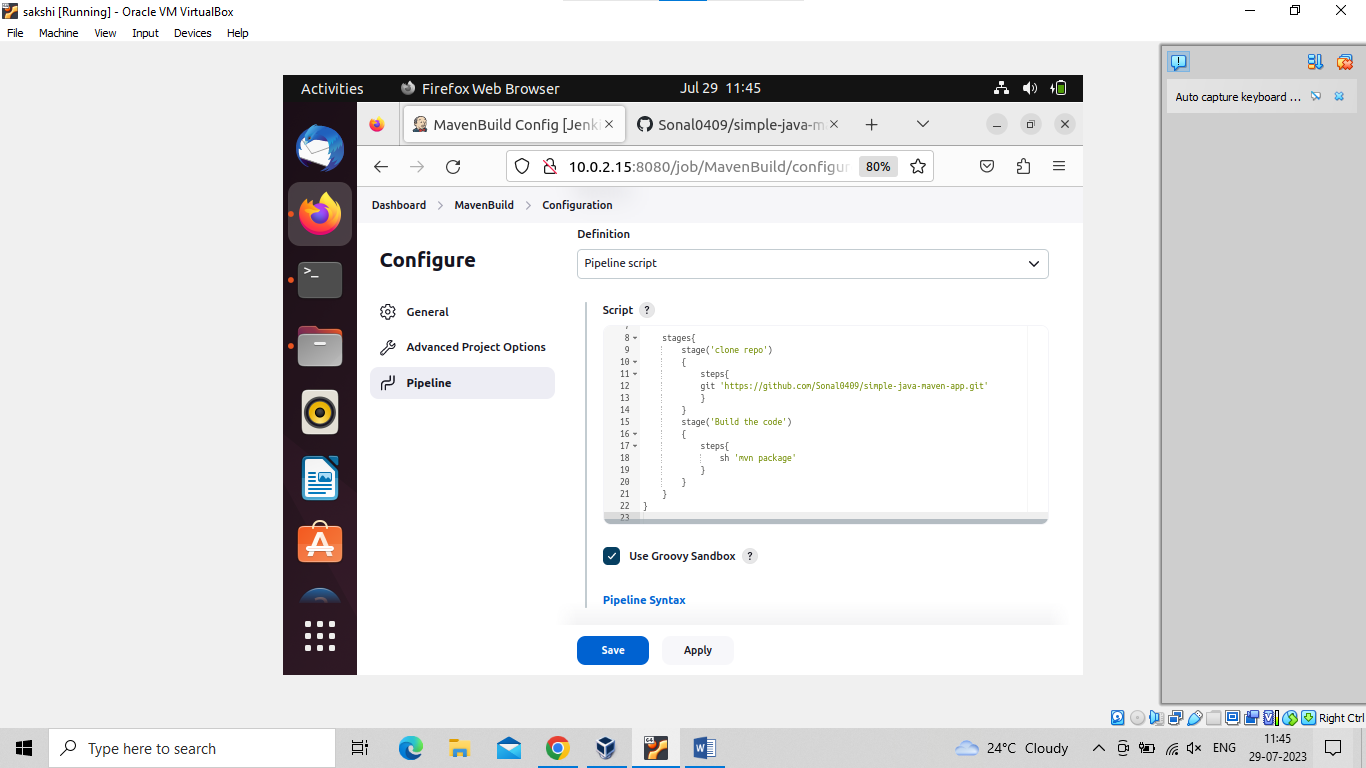 sakshi [Running] - Oracle VM VirtualBox
File Machine View Input Devices Help
Auto capture keyboard ...
Activities Firefox Web Browser Jul 29 11:45
MavenBuild Config [Jenki Sonal0409/simple-java-m
10.0.2.15:8080/job/MavenBuild/configur 80%
Dashboard MavenBuild Configuration
Configure
General
Advanced Project Options
Pipeline
Definition
Pipeline script
Script ?
8 stages{
9 stage('clone repo')
10 {
11 steps{
12 git 'https://github.com/Sonal0409/simple-java-maven-app.git'
13 }
14 }
15 stage('Build the code')
16 {
17 steps{
18 sh 'mvn package'
19 }
20 }
21 }
22 }
23
Use Groovy Sandbox ?
Pipeline Syntax
Save Apply
Right Ctrl
Type here to search
24°C Cloudy
ENG
11:45
29-07-2023